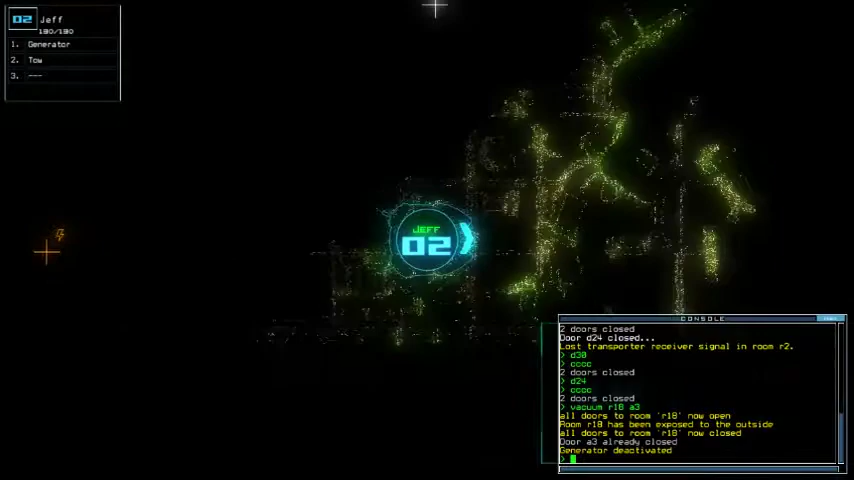 02 Jeff
180/180
1. Generator
2. Tow
3. ---
JEFF
02
CONSOLE
2 doors closed
Door d24 closed...
Lost transporter receiver signal in room r2.
> d30
> cccc
2 doors closed
> d24
> cccc
2 doors closed
> vacuum r18 a3
all doors to room 'r18' now open
Room r18 has been exposed to the outside
all doors to room 'r18' now closed
Door a3 already closed
Generator deactivated
>